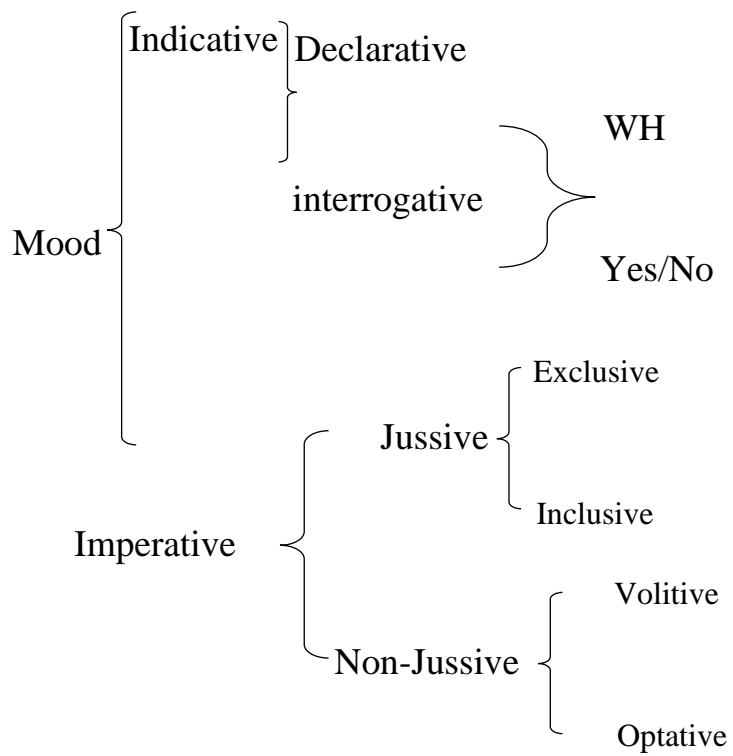 Indicative
Declarative
WH
interrogative
Mood
Yes/No
Exclusive
Jussive
Inclusive
Imperative
Volitive
Non-Jussive
Optative